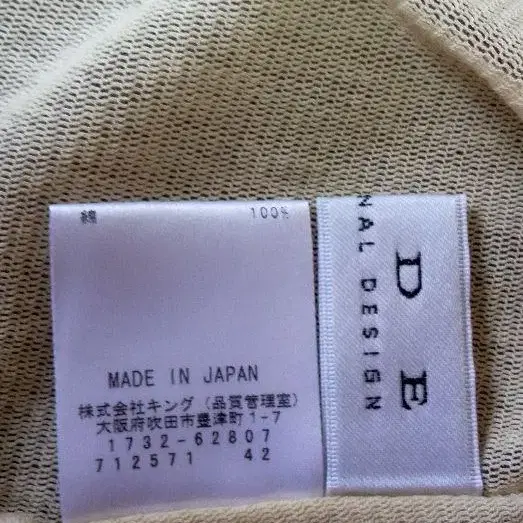 綿 100%
MADE IN JAPAN
株式会社キング(品質管理室)
大阪府吹田市豊津町1-7
1732-62807
712571 42
D E
NAL DESIGN